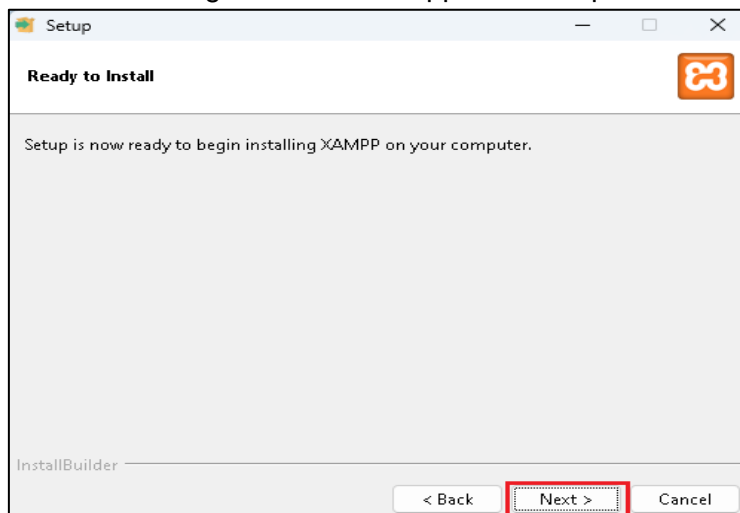 Setup
Ready to Install
Setup is now ready to begin installing XAMPP on your computer.
InstallBuilder
< Back Next > Cancel